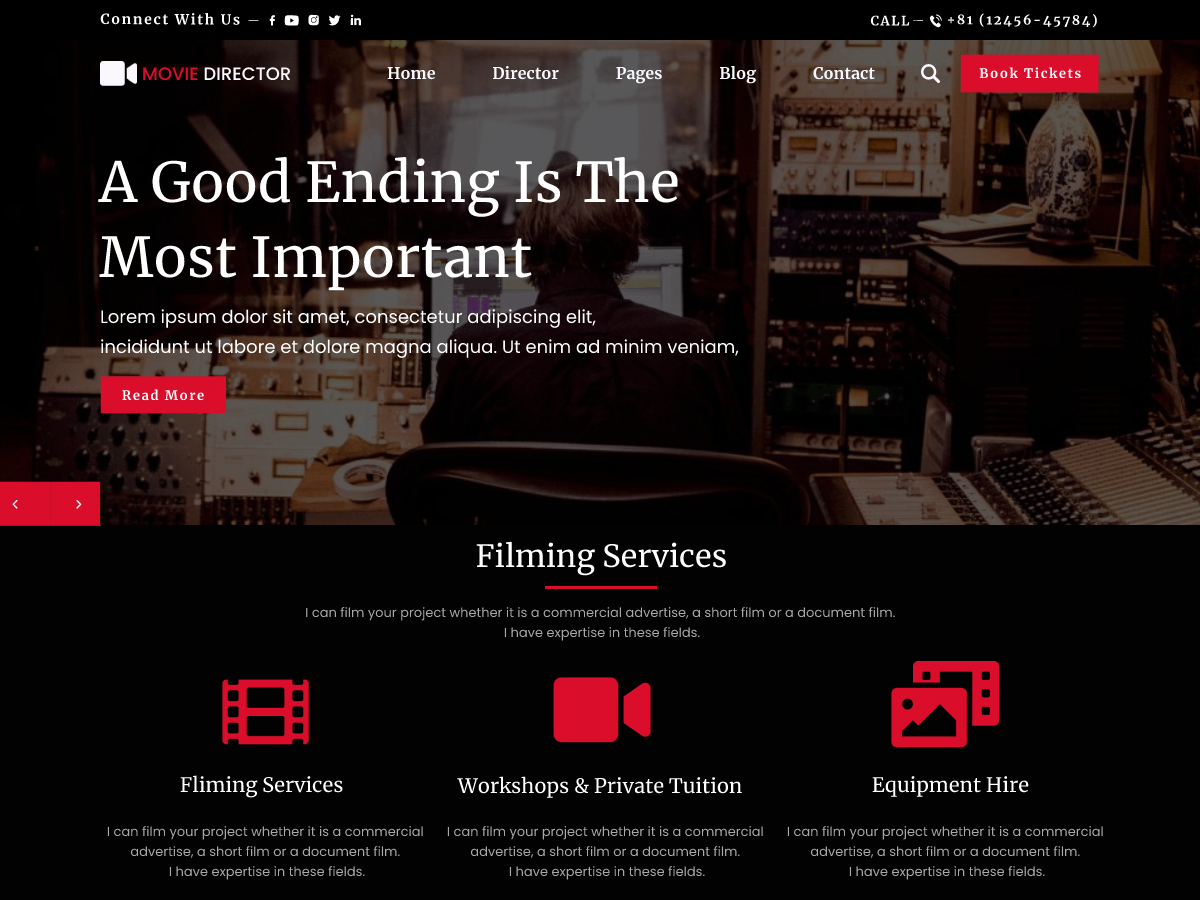 Connect With Us —
CALL — +81 (12456-45784)
MOVIE DIRECTOR
Home
Director
Pages
Blog
Contact
Book Tickets
A Good Ending Is The
Most Important
Lorem ipsum dolor sit amet, consectetur adipiscing elit,
incididunt ut labore et dolore magna aliqua. Ut enim ad minim veniam,
Read More
Filming Services
I can film your project whether it is a commercial advertise, a short film or a document film.
I have expertise in these fields.
Fliming Services
I can film your project whether it is a commercial
advertise, a short film or a document film.
I have expertise in these fields.
Workshops & Private Tuition
I can film your project whether it is a commercial
advertise, a short film or a document film.
I have expertise in these fields.
Equipment Hire
I can film your project whether it is a commercial
advertise, a short film or a document film.
I have expertise in these fields.